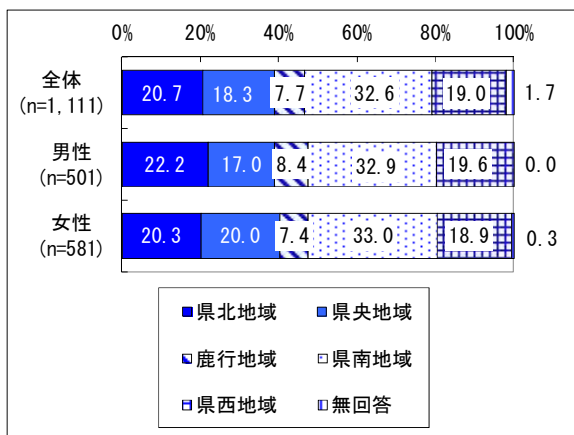 0% 20% 40% 60% 80% 100%
全体
(n=1,111)
20.7 18.3 7.7 32.6 19.0 1.7
男性
(n=501)
22.2 17.0 8.4 32.9 19.6 0.0
女性
(n=581)
20.3 20.0 7.4 33.0 18.9 0.3
県北地域 県央地域
鹿行地域 県南地域
県西地域 無回答